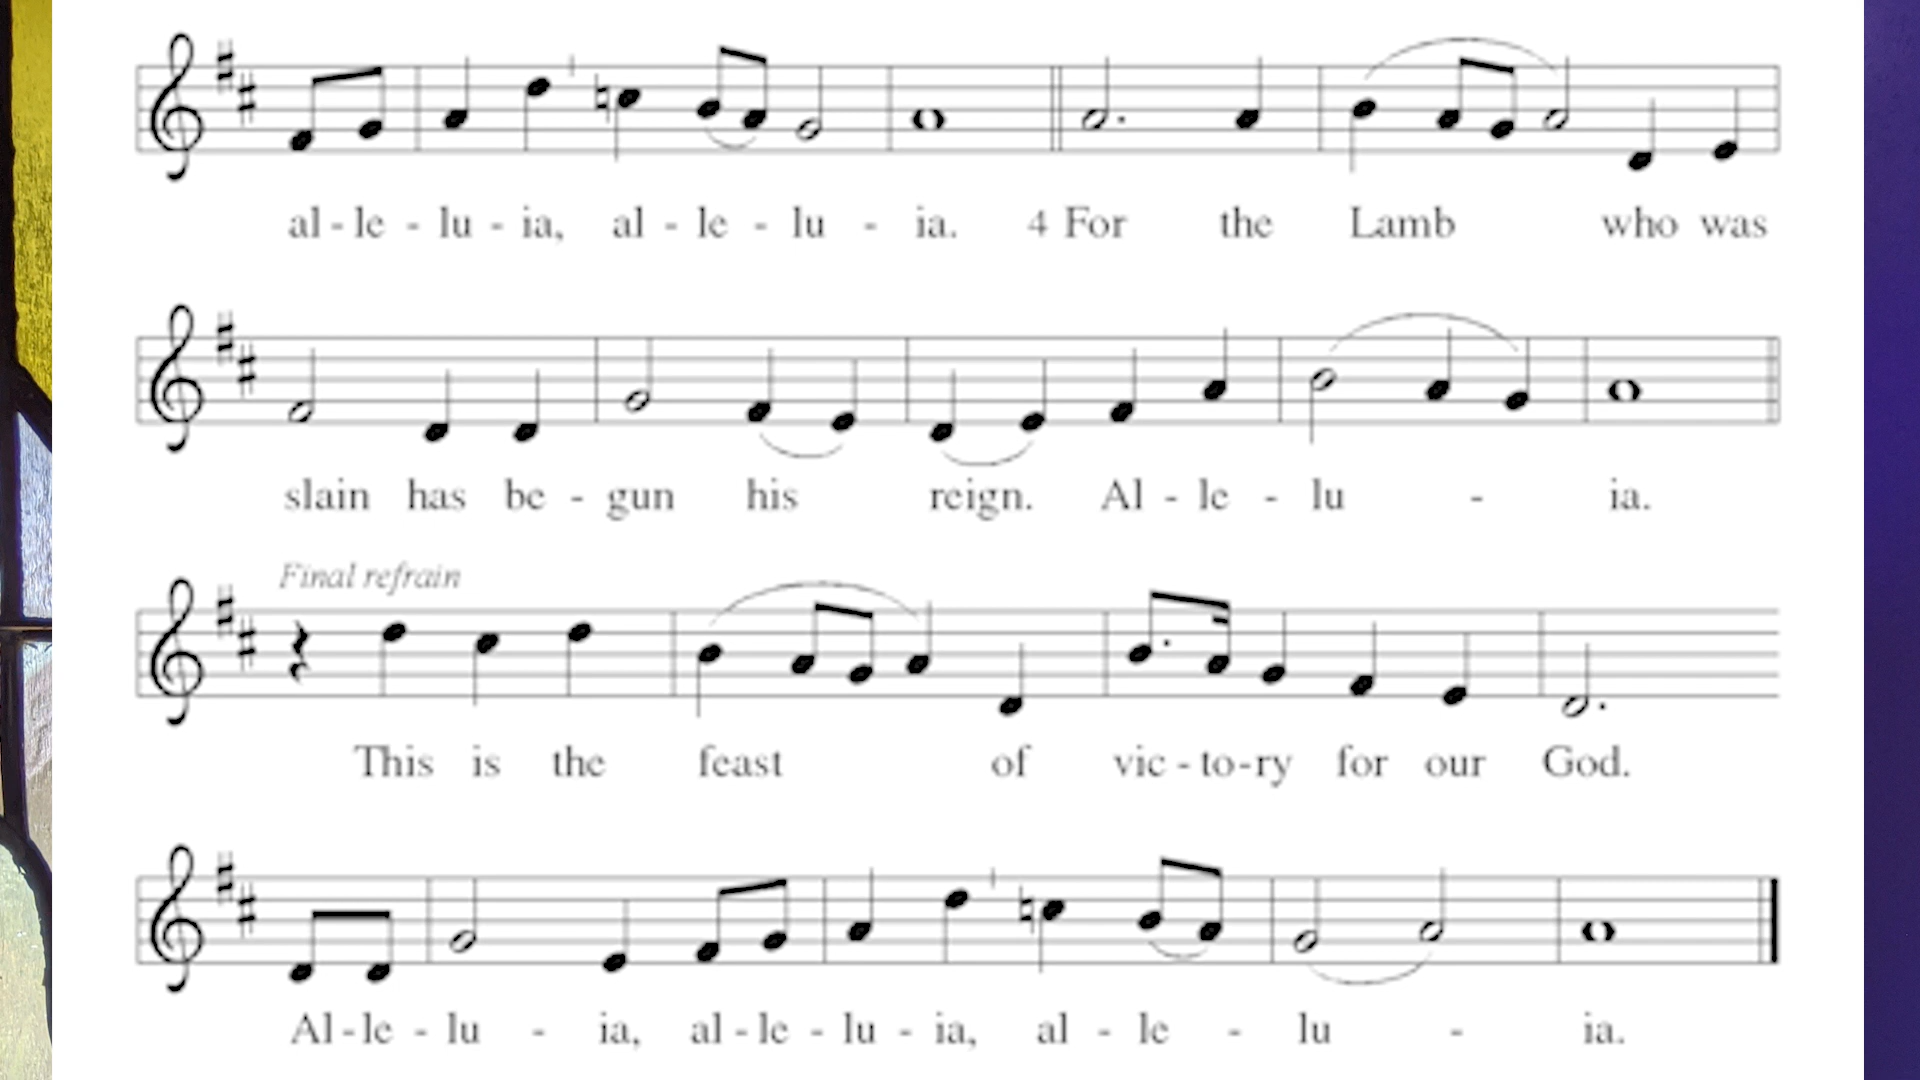 al - le - lu - ia, al - le - lu - ia. 4 For the Lamb who was
slain has be - gun his reign. Al - le - lu - ia.
Final refrain
This is the feast of vic - to - ry for our God.
Al - le - lu - ia, al - le - lu - ia, al - le - lu - ia.